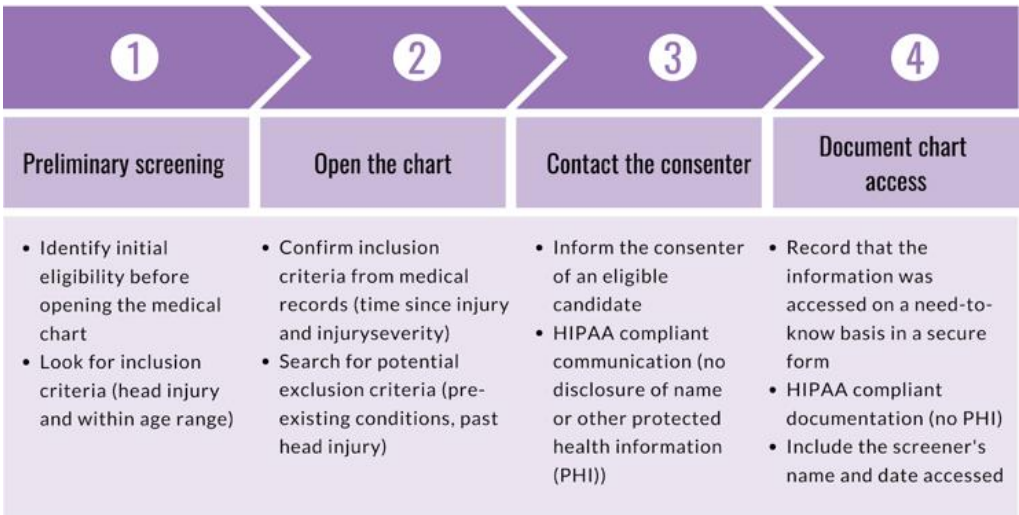 1
2
3
4
Preliminary screening
Open the chart
Contact the consenter
Document chart
access
• Identify initial
eligibility before
opening the medical
chart
• Look for inclusion
criteria (head injury
and within age range)
• Confirm inclusion
criteria from medical
records (time since injury
and injuryseverity)
• Search for potential
exclusion criteria (pre-
existing conditions, past
head injury)
• Inform the consenter
of an eligible
candidate
• HIPAA compliant
communication (no
disclosure of name
or other protected
health information
(PHI))
• Record that the
information was
accessed on a need-to-
know basis in a secure
form
• HIPAA compliant
documentation (no PHI)
• Include the screener's
name and date accessed